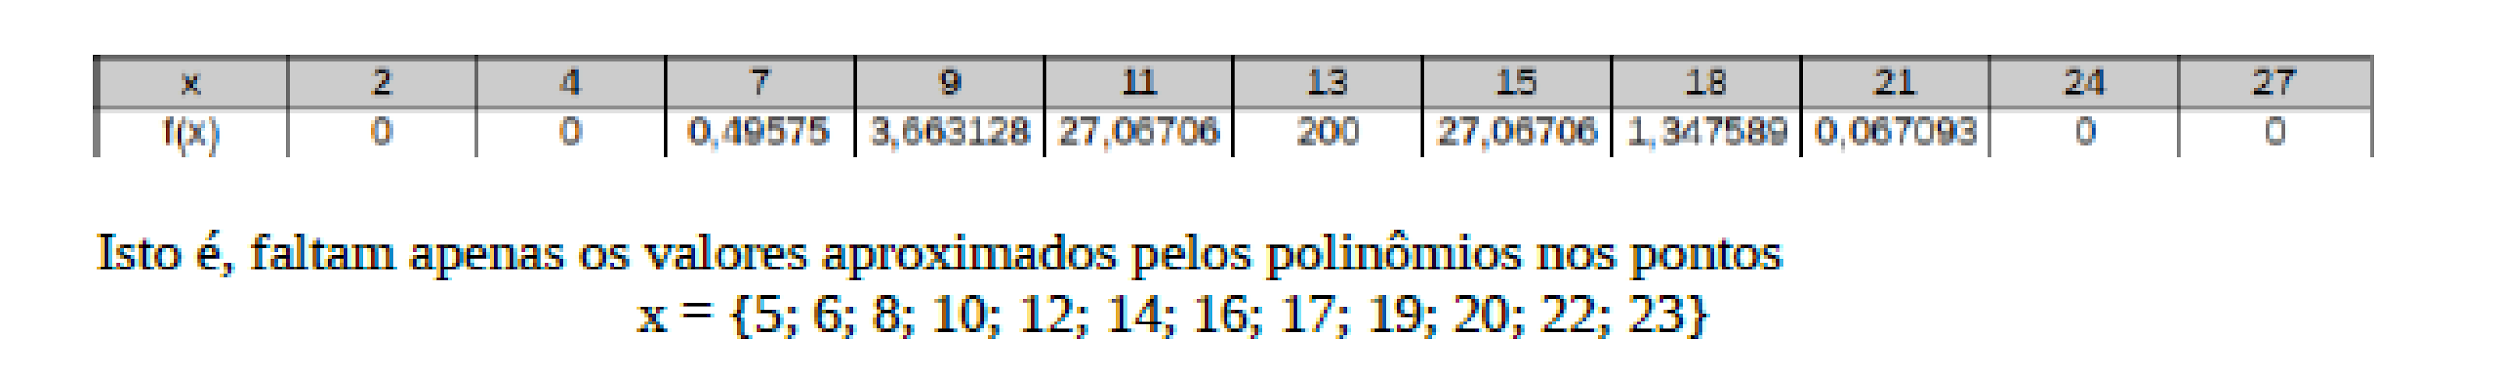 x 2 4 7 9 11 13 15 18 21 24 27
f(x) 0 0 0,49575 3,663128 27,06706 200 27,06706 1,347589 0,067093 0 0
Isto é, faltam apenas os valores aproximados pelos polinômios nos pontos
x = {5; 6; 8; 10; 12; 14; 16; 17; 19; 20; 22; 23}